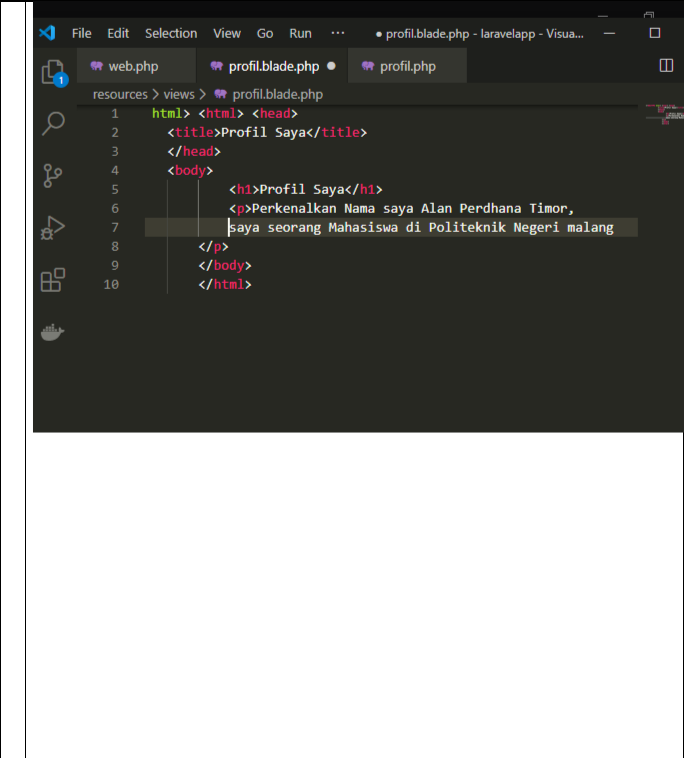 File Edit Selection View Go Run ··· ● profil.blade.php - laravelapp - Visua...
1
web.php profil.blade.php ● profil.php
resources > views > profil.blade.php
1 html> <html> <head>
2 <title>Profil Saya</title>
3 </head>
4 <body>
5 <h1>Profil Saya</h1>
6 <p>Perkenalkan Nama saya Alan Perdhana Timor,
7 saya seorang Mahasiswa di Politeknik Negeri malang
8 </p>
9 </body>
10 </html>